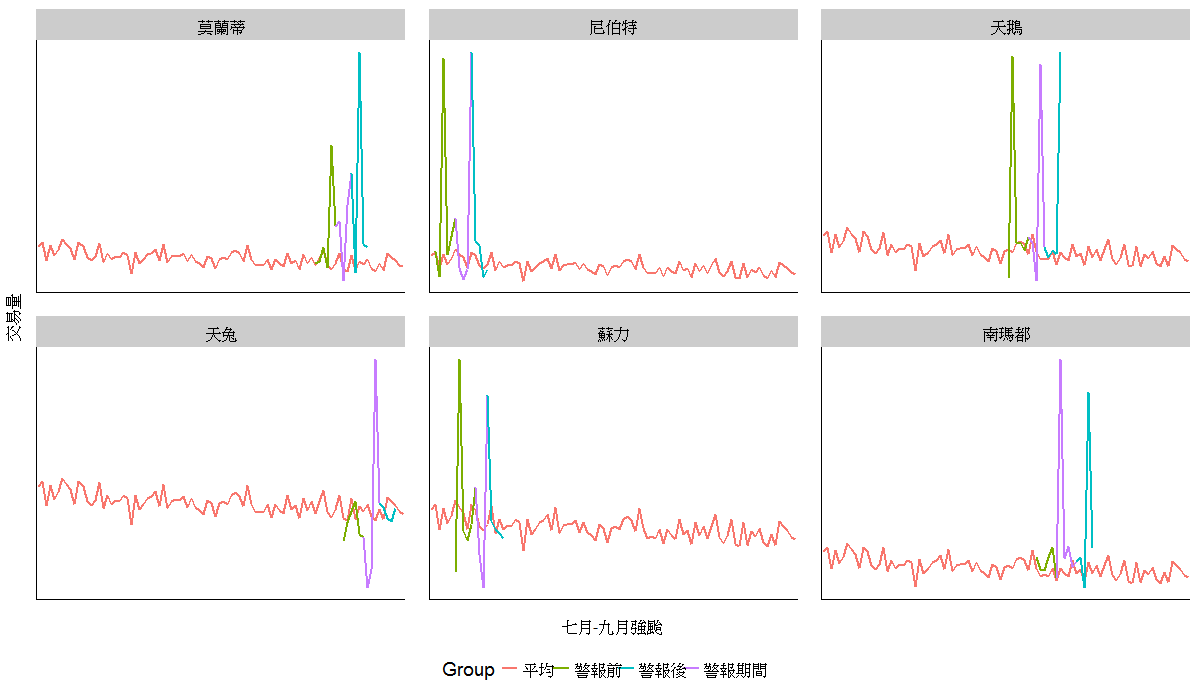 莫蘭蒂
尼伯特
天鵝
交易量
天兔
蘇力
南瑪都
七月-九月強颱
Group 平均 警報前 警報後 警報期間